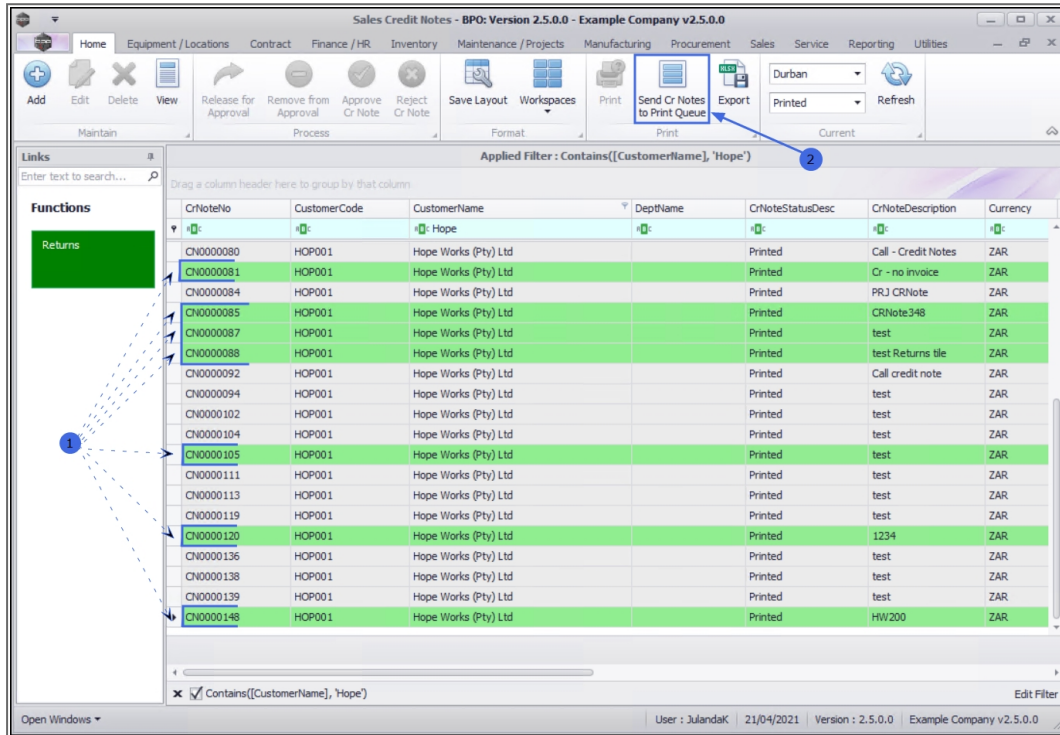 Sales Credit Notes - BPO: Version 2.5.0.0 - Example Company v2.5.0.0
Home Equipment / Locations Contract Finance / HR Inventory Maintenance / Projects Manufacturing Procurement Sales Service Reporting Utilities
Add Edit Delete View Release for Approval Remove from Approval Approve Cr Note Reject Cr Note Save Layout Workspaces Print Send Cr Notes to Print Queue Export Durban Printed Refresh
Maintain Process Format Print Current
Links
Applied Filter : Contains([CustomerName], 'Hope')
2
Enter text to search...
Drag a column header here to group by that column
Functions
Returns
CrNoteNo CustomerCode CustomerName DeptName CrNoteStatusDesc CrNoteDescription Currency
Hope
CN0000080 HOP001 Hope Works (Pty) Ltd Printed Call - Credit Notes ZAR
CN0000081 HOP001 Hope Works (Pty) Ltd Printed Cr - no invoice ZAR
CN0000084 HOP001 Hope Works (Pty) Ltd Printed PRJ CRNote ZAR
CN0000085 HOP001 Hope Works (Pty) Ltd Printed CRNote348 ZAR
CN0000087 HOP001 Hope Works (Pty) Ltd Printed test ZAR
CN0000088 HOP001 Hope Works (Pty) Ltd Printed test Returns tile ZAR
CN0000092 HOP001 Hope Works (Pty) Ltd Printed Call credit note ZAR
CN0000094 HOP001 Hope Works (Pty) Ltd Printed test ZAR
CN0000102 HOP001 Hope Works (Pty) Ltd Printed test ZAR
CN0000104 HOP001 Hope Works (Pty) Ltd Printed test ZAR
1
CN0000105 HOP001 Hope Works (Pty) Ltd Printed test ZAR
CN0000111 HOP001 Hope Works (Pty) Ltd Printed test ZAR
CN0000113 HOP001 Hope Works (Pty) Ltd Printed test ZAR
CN0000119 HOP001 Hope Works (Pty) Ltd Printed test ZAR
CN0000120 HOP001 Hope Works (Pty) Ltd Printed 1234 ZAR
CN0000136 HOP001 Hope Works (Pty) Ltd Printed test ZAR
CN0000138 HOP001 Hope Works (Pty) Ltd Printed test ZAR
CN0000139 HOP001 Hope Works (Pty) Ltd Printed test ZAR
CN0000148 HOP001 Hope Works (Pty) Ltd Printed HW200 ZAR
Contains([CustomerName], 'Hope') Edit Filter
Open Windows User : JulandaK 21/04/2021 Version : 2.5.0.0 Example Company v2.5.0.0